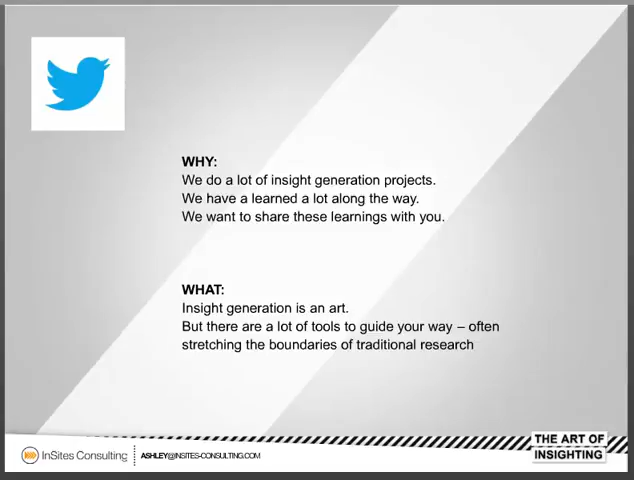 WHY:
We do a lot of insight generation projects.
We have a learned a lot along the way.
We want to share these learnings with you.
WHAT:
Insight generation is an art.
But there are a lot of tools to guide your way – often
stretching the boundaries of traditional research
InSites Consulting
ASHLEY@INSITES-CONSULTING.COM
THE ART OF
INSIGHTING